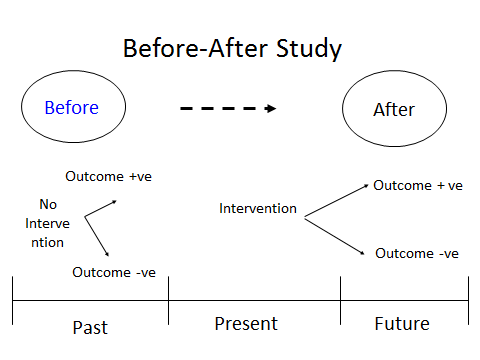 Before-After Study
Before
After
Outcome +ve
No
Interve
ntion
Outcome -ve
Intervention
Outcome + ve
Outcome -ve
Past
Present
Future